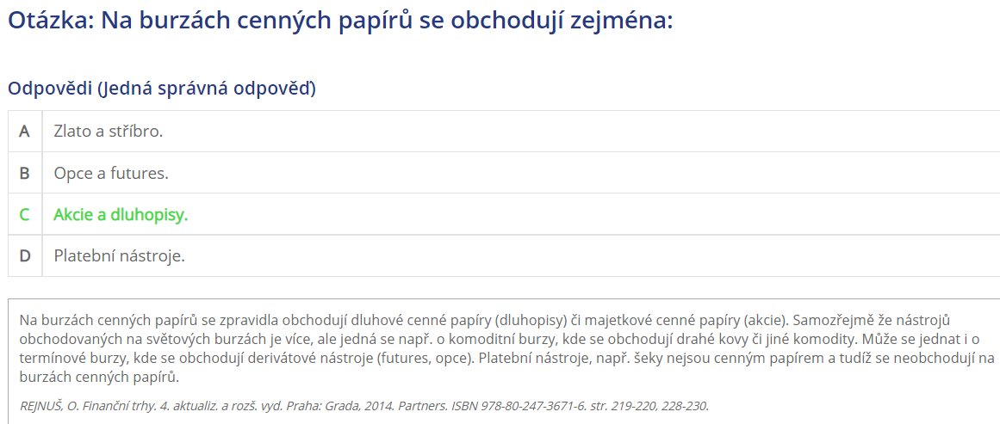 Otázka: Na burzách cenných papírů se obchodují zejména:
Odpovědi (Jedná správná odpověď)
A Zlato a stříbro.
B Opce a futures.
C Akcie a dluhopisy.
D Platební nástroje.
Na burzách cenných papírů se zpravidla obchodují dluhové cenné papíry (dluhopisy) či majetkové cenné papíry (akcie). Samozřejmě že nástrojů
obchodovaných na světových burzách je více, ale jedná se např. o komoditní burzy, kde se obchodují drahé kovy či jiné komodity. Může se jednat i o
termínové burzy, kde se obchodují derivátové nástroje (futures, opce). Platební nástroje, např. šeky nejsou cenným papírem a tudíž se neobchodují na
burzách cenných papírů.
REJNUŠ, O. Finanční trhy. 4. aktualiz. a rozš. vyd. Praha: Grada, 2014. Partners. ISBN 978-80-247-3671-6. str. 219-220, 228-230.